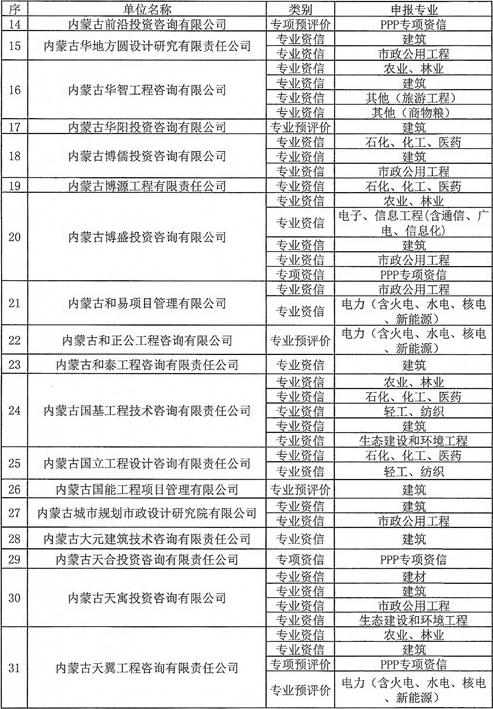 序 单位名称 类别 申报专业
14 内蒙古前沿投资咨询有限公司 专项预评价 PPP专项资信
15 内蒙古华地方圆设计研究有限责任公司 专业资信 建筑
专业资信 市政公用工程
16 内蒙古华智工程咨询有限公司 专业资信 农业、林业
专业资信 建筑
专业资信 其他（旅游工程）
专业资信 其他（商物粮）
17 内蒙古华阳投资咨询有限公司 专业预评价 建筑
18 内蒙古博儒投资咨询有限公司 专业资信 石化、化工、医药
专业资信 建筑
专业资信 市政公用工程
19 内蒙古博源工程有限责任公司 专业资信 石化、化工、医药
20 内蒙古博盛投资咨询有限公司 专业资信 农业、林业
专业资信 电子、信息工程(含通信、广
电、信息化)
专业资信 建筑
专业资信 市政公用工程
专项资信 PPP专项资信
21 内蒙古和易项目管理有限公司 专业资信 市政公用工程
专业资信 电力（含火电、水电、核电
、新能源）
22 内蒙古和正公工程咨询有限公司 专业预评价 电力（含火电、水电、核电
、新能源）
23 内蒙古和泰工程咨询有限责任公司 专业资信 建筑
24 内蒙古国基工程技术咨询有限责任公司 专业资信 农业、林业
专业资信 石化、化工、医药
专业资信 轻工、纺织
专业资信 建筑
专业资信 生态建设和环境工程
25 内蒙古国立工程设计咨询有限责任公司 专业资信 石化、化工、医药
专业资信 轻工、纺织
26 内蒙古国能工程项目管理有限公司 专业预评价 建筑
27 内蒙古城市规划市政设计研究院有限公司 专业资信 建筑
专业资信 市政公用工程
28 内蒙古大元建筑技术咨询有限责任公司 专业资信 建筑
29 内蒙古天合投资咨询有限责任公司 专项资信 PPP专项资信
30 内蒙古天寓投资咨询有限公司 专业资信 建材
专业资信 建筑
专业资信 市政公用工程
专业资信 生态建设和环境工程
31 内蒙古天翼工程咨询有限责任公司 专业资信 农业、林业
专业资信 建筑
专项预评价 PPP专项资信
专业预评价 电力（含火电、水电、核电
、新能源）